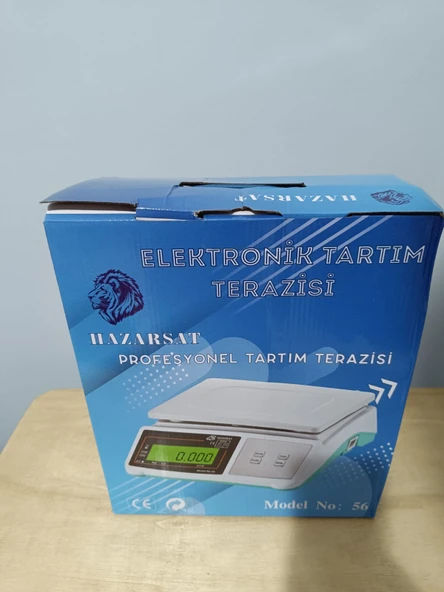 HAZARSAT
ELEKTRONİK TARTIM
TERAZİSİ
HAZARSAT
PROFESYONEL TARTIM TERAZİSİ
0.000
CE
Model No: 56